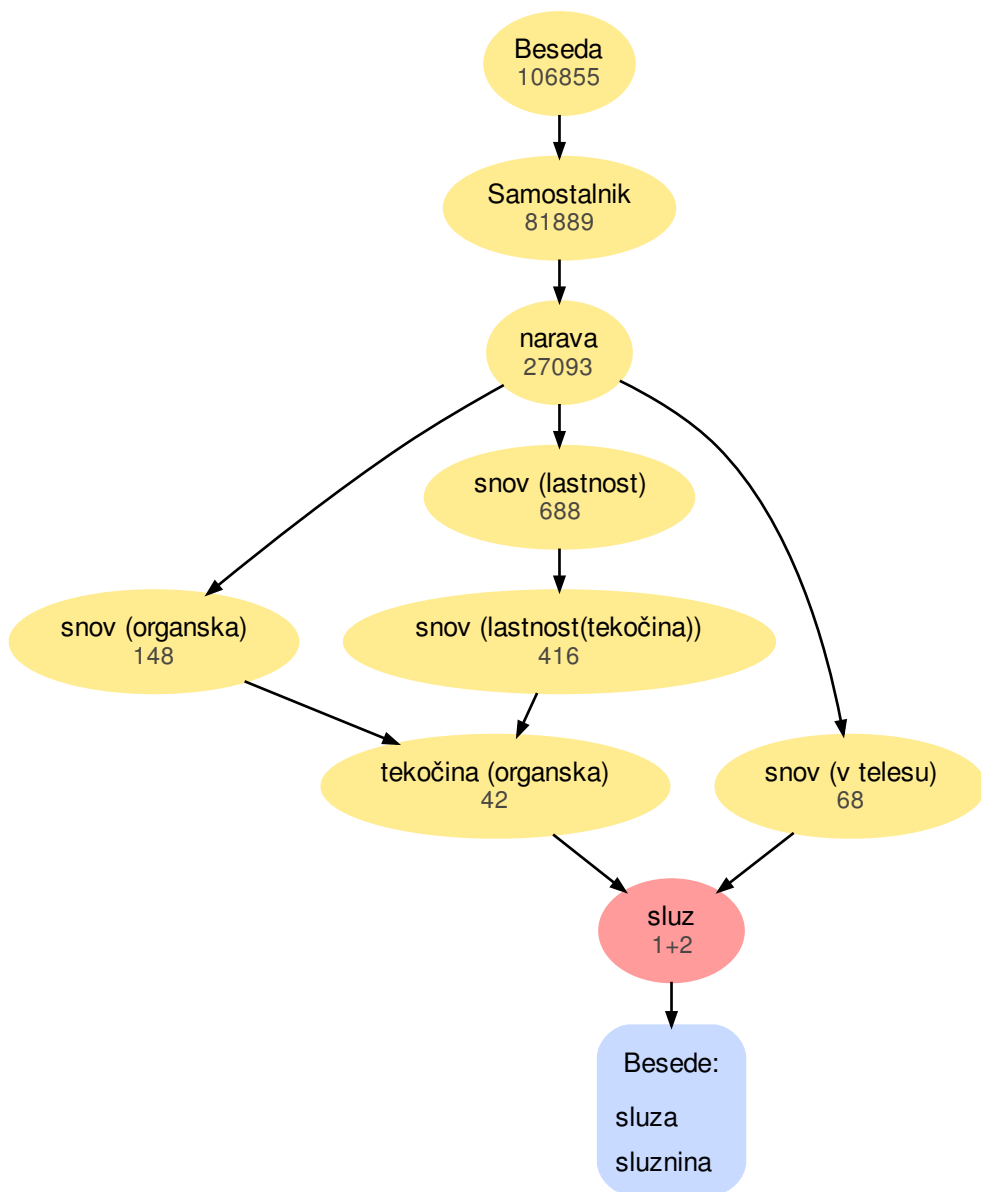 Beseda
106855
Samostalnik
81889
narava
27093
snov (lastnost)
688
snov (organska)
148
snov (lastnost(tekočina))
416
tekočina (organska)
42
snov (v telesu)
68
sluz
1+2
Besede:
sluza
sluznina